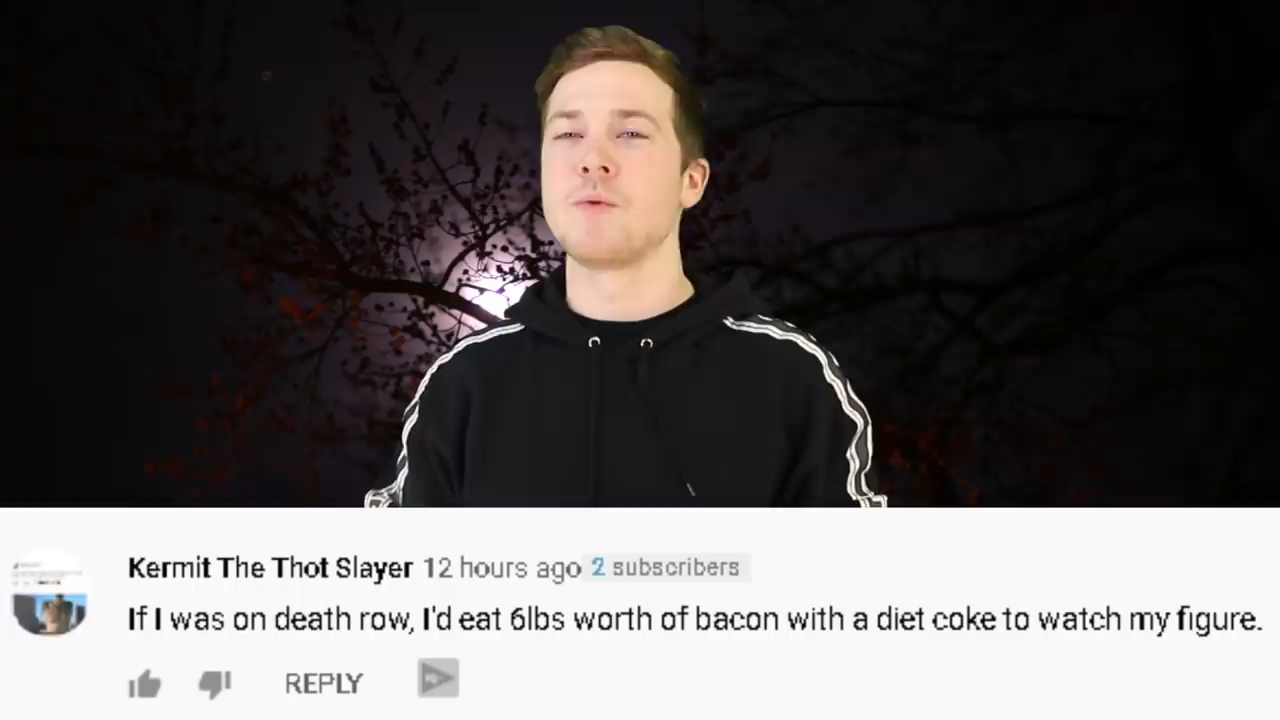 Kermit The Thot Slayer 12 hours ago 2 subscribers
If I was on death row, I'd eat 6lbs worth of bacon with a diet coke to watch my figure.
REPLY